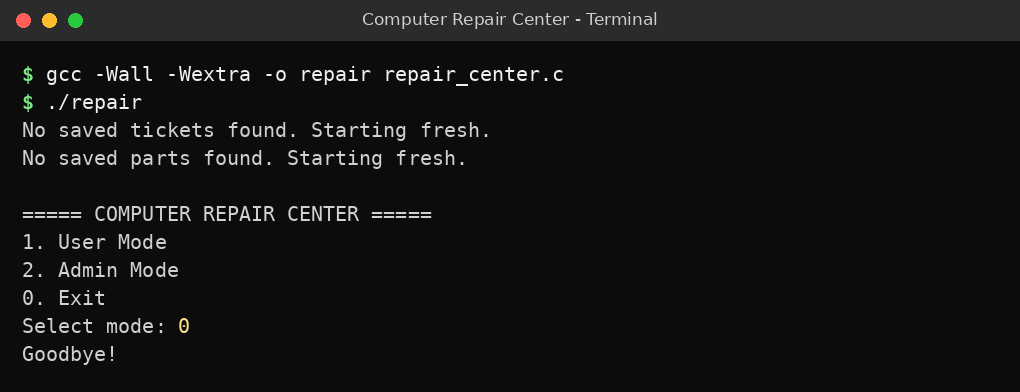 Computer Repair Center - Terminal
$ gcc -Wall -Wextra -o repair repair_center.c
$ ./repair
No saved tickets found. Starting fresh.
No saved parts found. Starting fresh.
===== COMPUTER REPAIR CENTER =====
1. User Mode
2. Admin Mode
0. Exit
Select mode: 0
Goodbye!